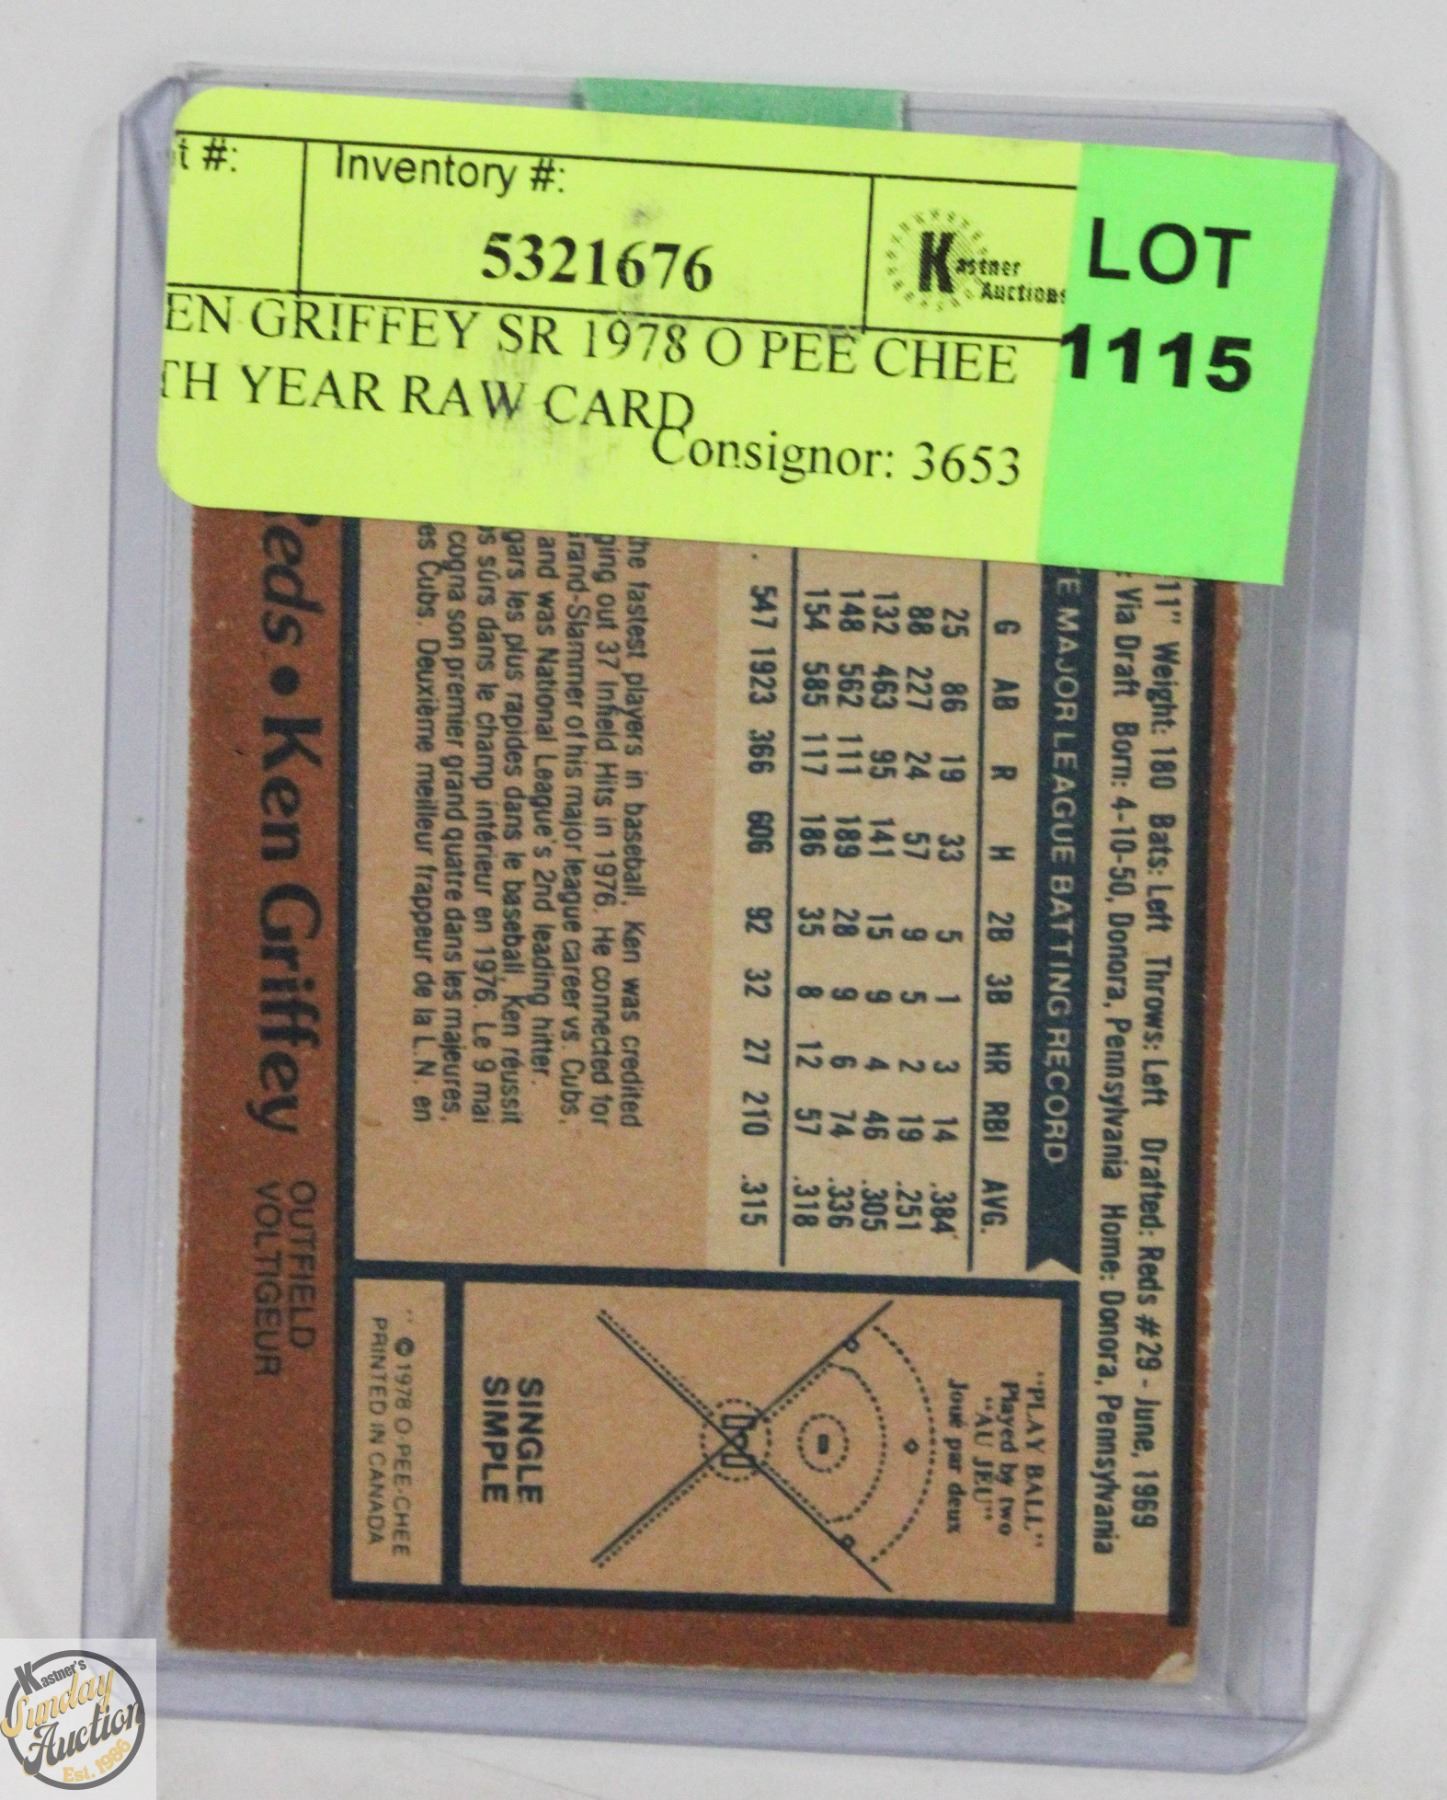 #:
Inventory #:
5321676
Kastner
Auctions
LOT
1115
EN GRIFFEY SR 1978 O PEE CHEE
TH YEAR RAW CARD
Consignor: 3653
11" Weight: 180 Bats: Left Throws: Left Drafted: Reds #29 - June, 1969
: Via Draft Born: 4-10-50, Donora, Pennsylvania Home: Donora, Pennsylvania
MAJOR LEAGUE BATTING RECORD
G AB R H 2B 3B HR RBI AVG.
25 86 19 33 5 1 3 14 .384
88 227 24 57 9 5 2 19 .251
132 463 95 141 15 9 4 46 .305
148 562 111 189 28 9 6 74 .336
154 585 117 186 35 8 12 57 .318
547 1923 366 606 92 32 27 210 .315
the fastest players in baseball, Ken was credited
ging out 37 Infield Hits in 1976. He connected for
Grand-Slammer of his major league career vs. Cubs,
and was National League's 2nd leading hitter.
gars les plus rapides dans le baseball, Ken réussit
s sûrs dans le champ intérieur en 1976. Le 9 mai
cogna son premier grand quatre dans les majeures,
es Cubs. Deuxième meilleur frappeur de la L.N. en
Reds • Ken Griffey
OUTFIELD
VOLTIGEUR
"PLAY BALL"
Played by two
"AU JEU"
Joué par deux
SINGLE
SIMPLE
© 1978 O-PEE-CHEE
PRINTED IN CANADA
Kastner's
Sunday
Auction
Est. 1986